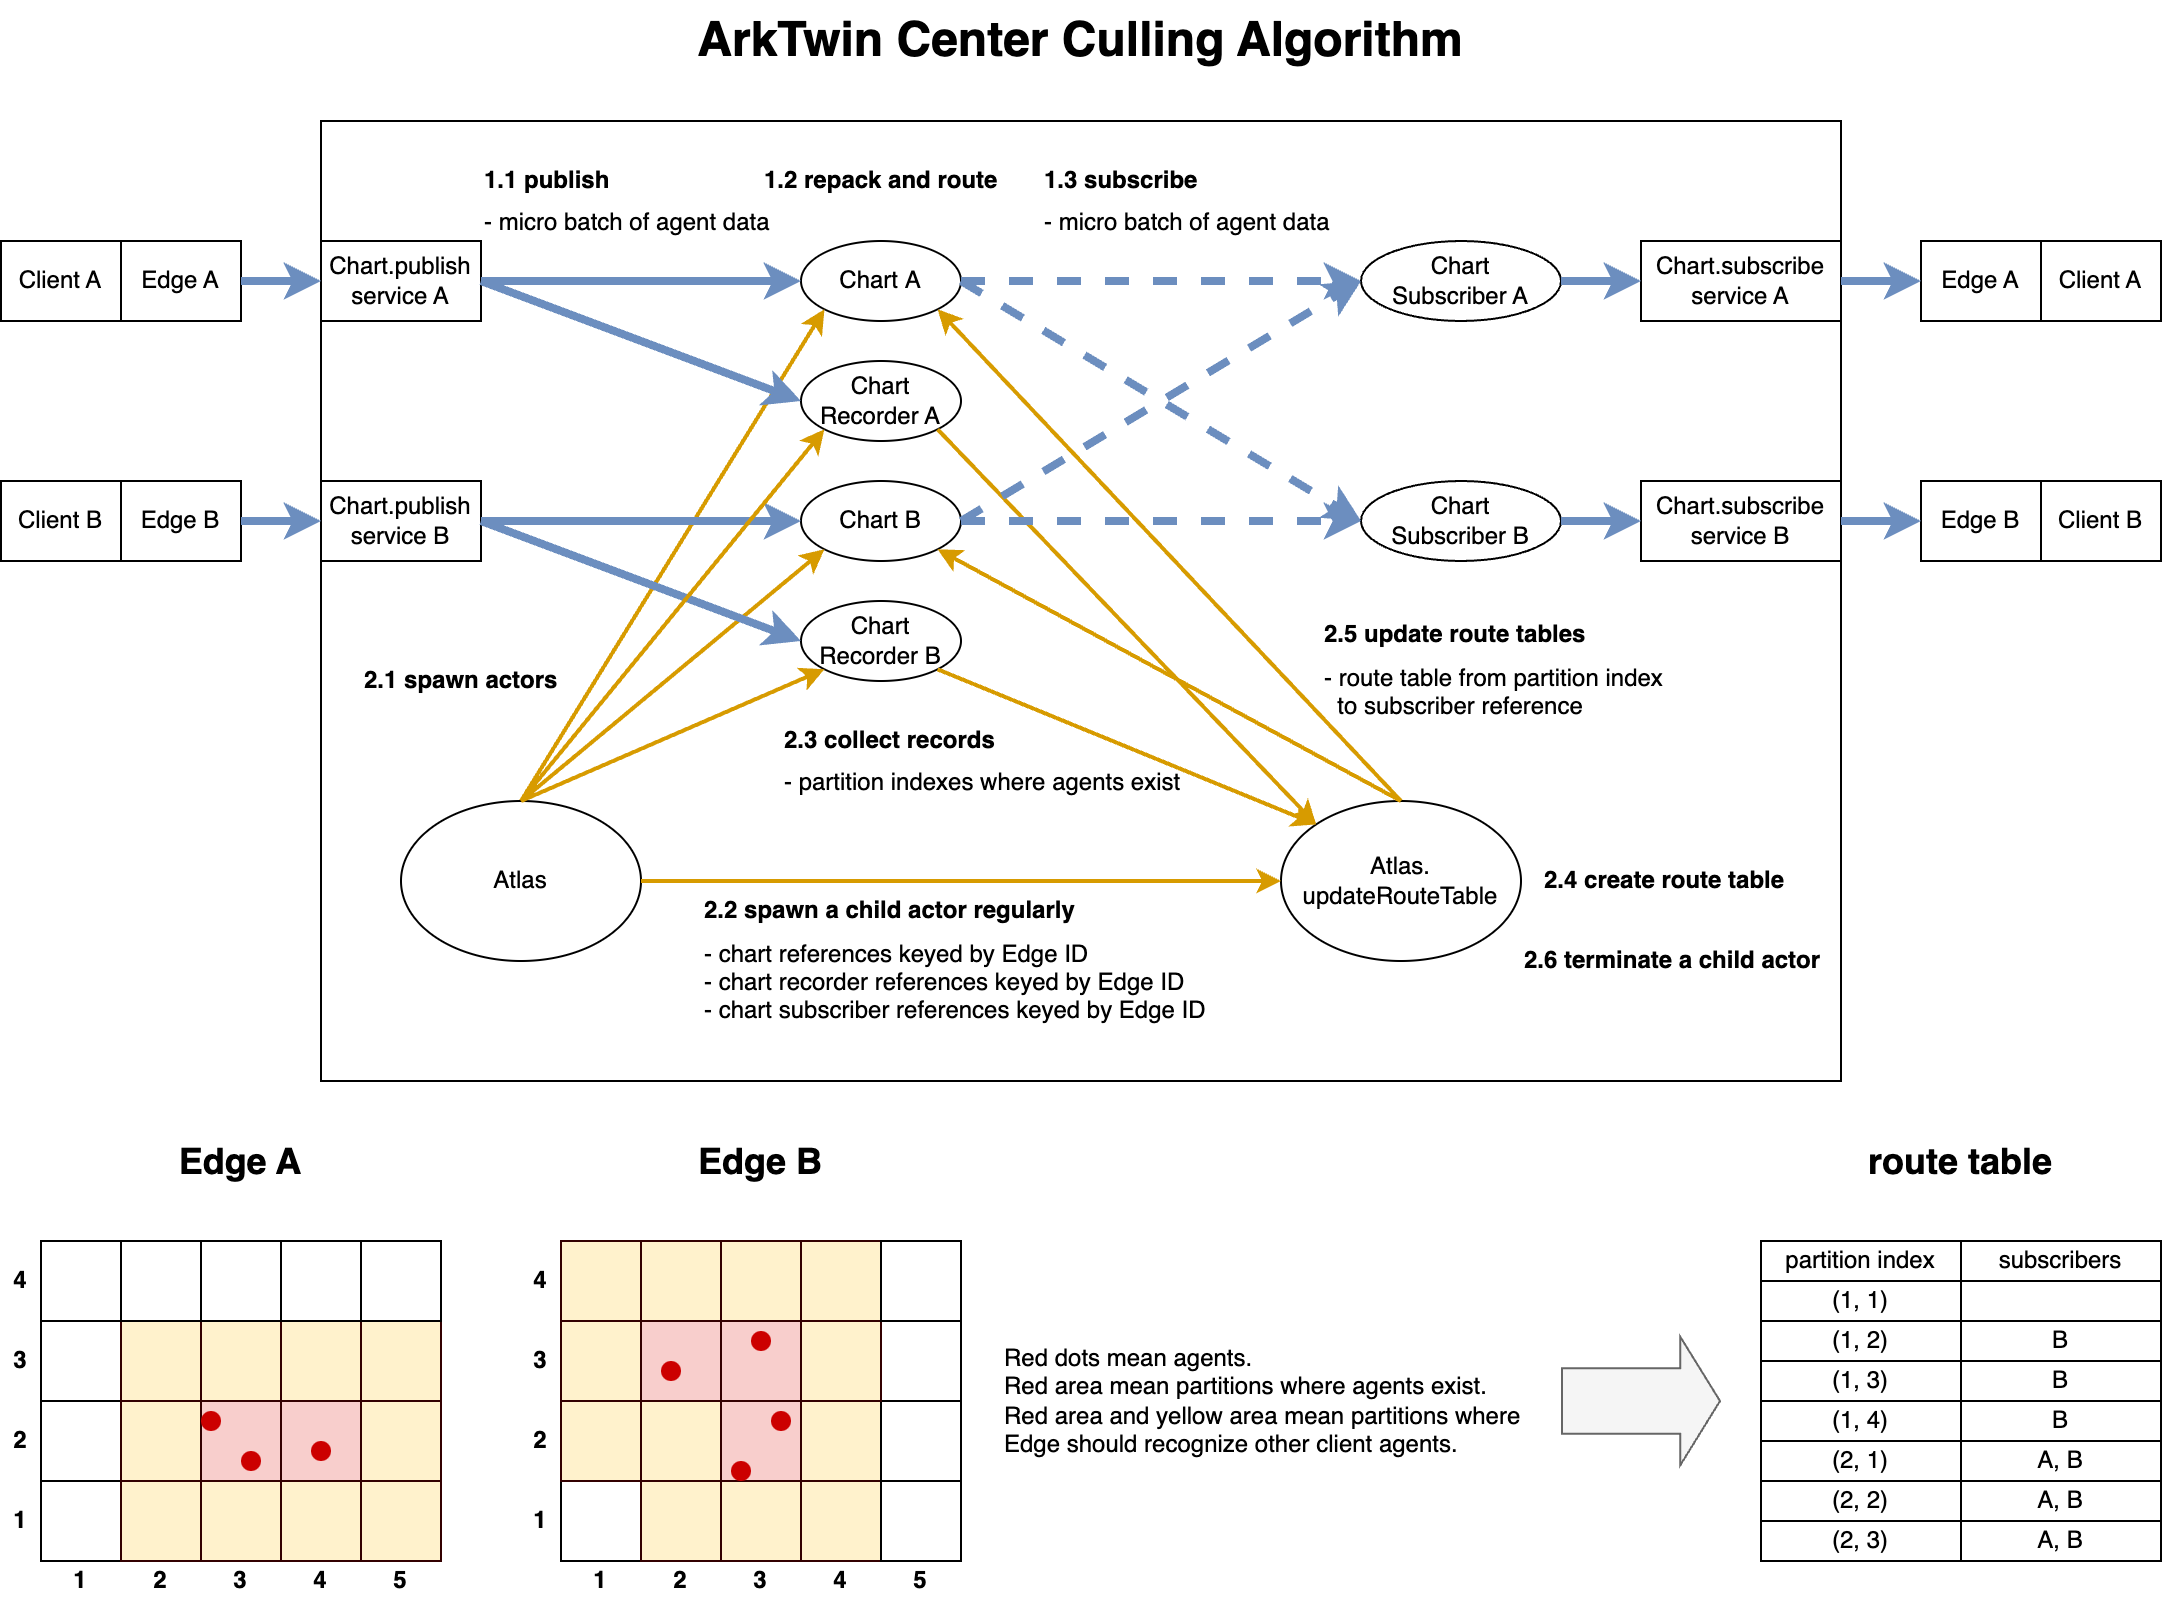 ArkTwin Center Culling Algorithm
1.1 publish
- micro batch of agent data
1.2 repack and route
1.3 subscribe
- micro batch of agent data
Client A
Edge A
Chart.publish
service A
Chart A
Chart
Subscriber A
Chart.subscribe
service A
Edge A
Client A
Chart
Recorder A
Client B
Edge B
Chart.publish
service B
Chart B
Chart
Subscriber B
Chart.subscribe
service B
Edge B
Client B
Chart
Recorder B
2.1 spawn actors
2.5 update route tables
- route table from partition index
to subscriber reference
2.3 collect records
- partition indexes where agents exist
Atlas
Atlas.
updateRouteTable
2.4 create route table
2.2 spawn a child actor regularly
- chart references keyed by Edge ID
- chart recorder references keyed by Edge ID
- chart subscriber references keyed by Edge ID
2.6 terminate a child actor
Edge A
4
3
2
1
1 2 3 4 5
Edge B
4
3
2
1
1 2 3 4 5
Red dots mean agents.
Red area mean partitions where agents exist.
Red area and yellow area mean partitions where
Edge should recognize other client agents.
route table
partition index subscribers
(1, 1)
(1, 2) B
(1, 3) B
(1, 4) B
(2, 1) A, B
(2, 2) A, B
(2, 3) A, B